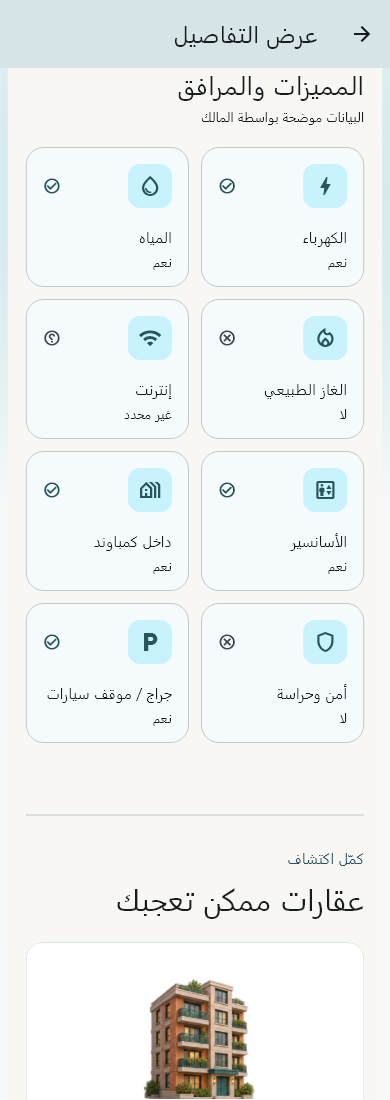 عرض التفاصيل
المميزات والمرافق
البيانات موضحة بواسطة المالك
الكهرباء
نعم
المياه
نعم
الغاز الطبيعي
لا
إنترنت
غير محدد
الأسانسير
نعم
داخل كمباوند
نعم
أمن وحراسة
لا
P
جراج / موقف سيارات
نعم
كمّل اكتشاف
عقارات ممكن تعجبك